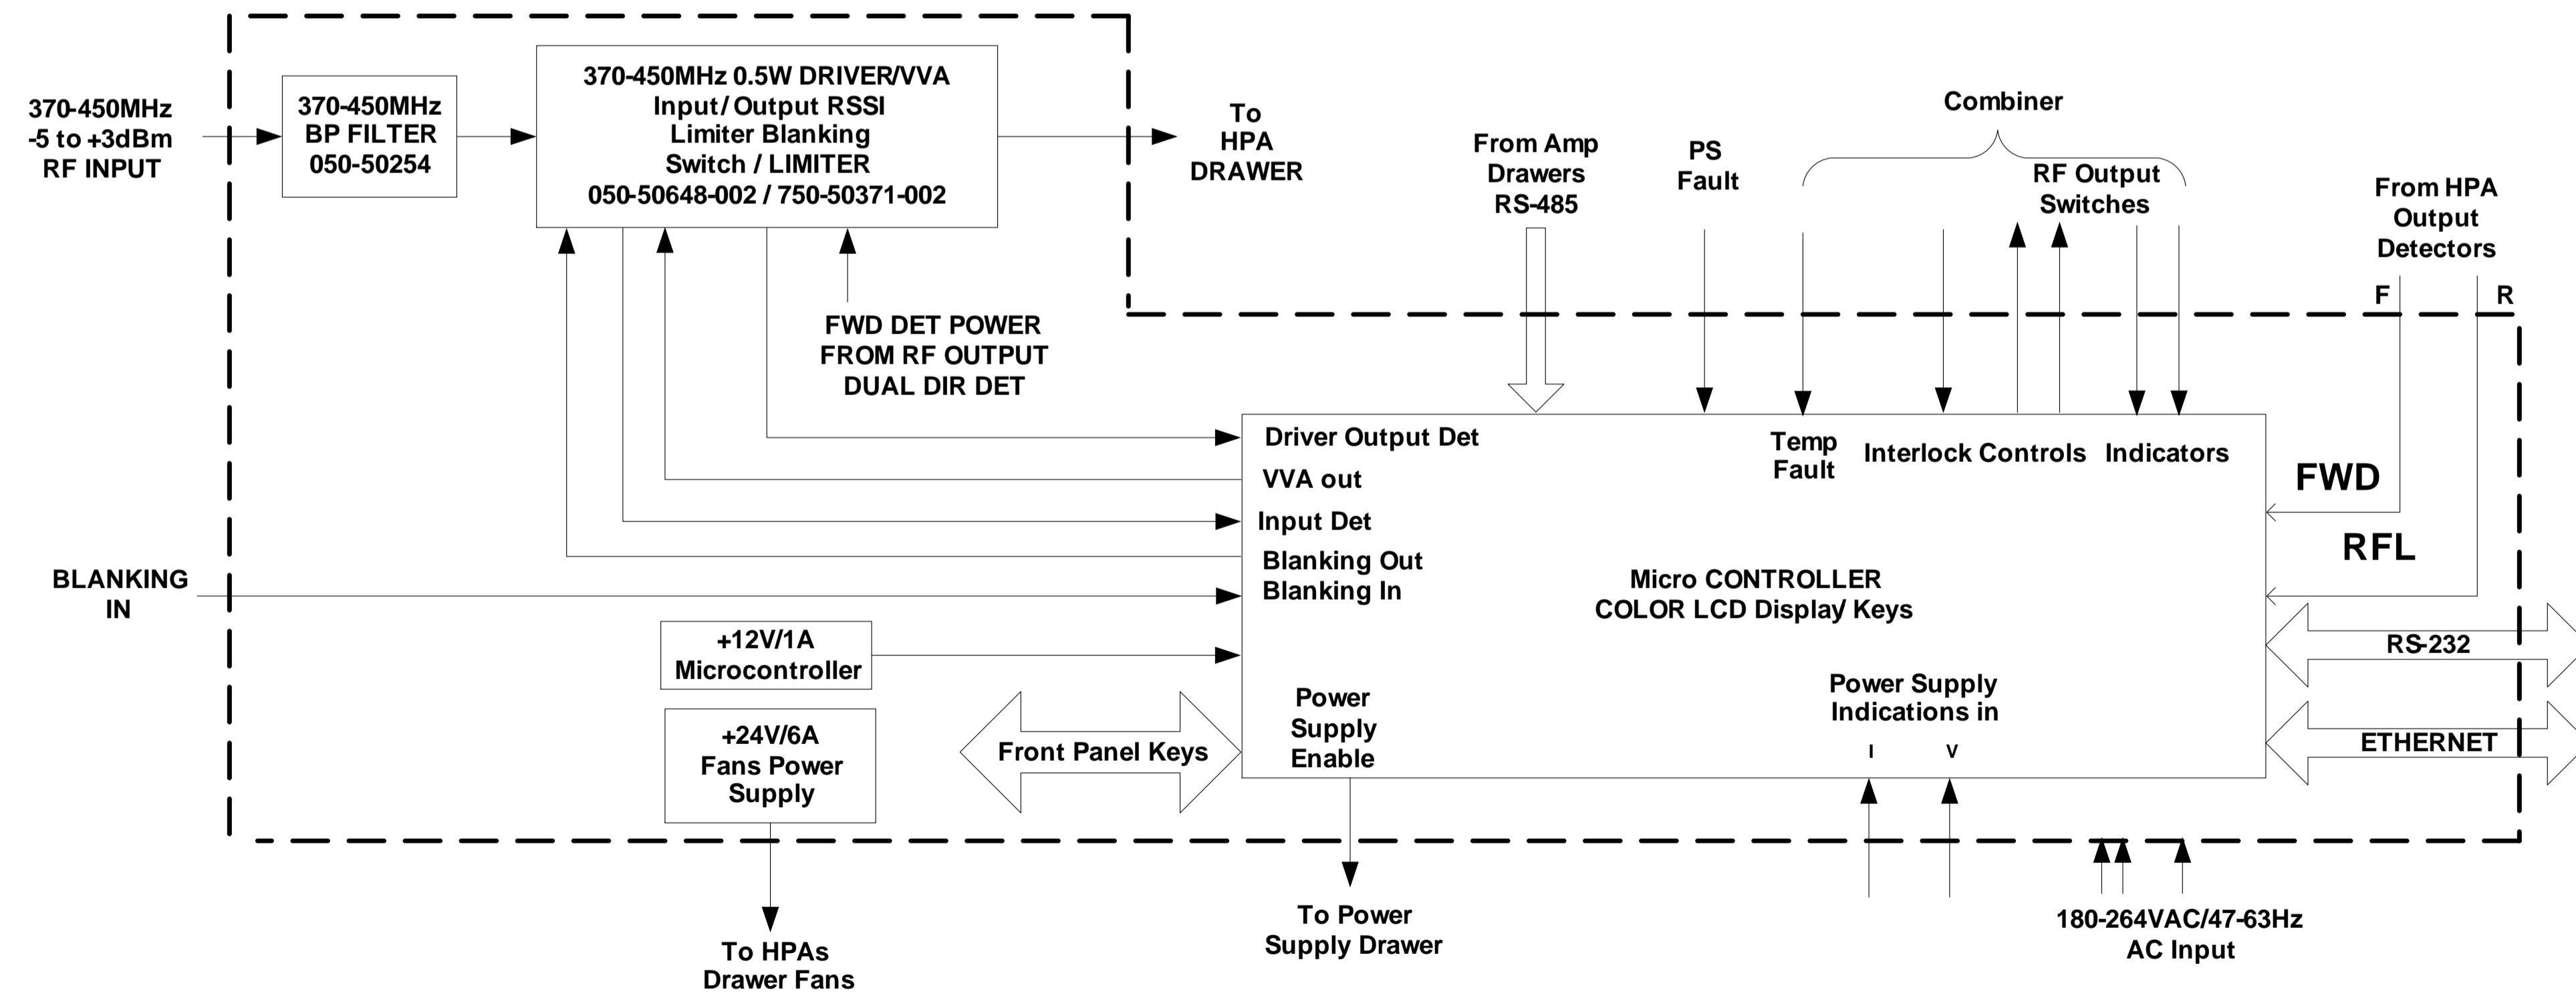 370-450MHz
-5 to +3dBm
RF INPUT
370-450MHz
BP FILTER
050-50254
370-450MHz 0.5W DRIVER/VVA
Input/ Output RSSI
Limiter Blanking
Switch / LIMITER
050-50648-002 / 750-50371-002
To
HPA
DRAWER
FWD DET POWER
FROM RF OUTPUT
DUAL DIR DET
From Amp
Drawers
RS-485
PS
Fault
Combiner
RF Output
Switches
From HPA
Output
Detectors
F
R
Driver Output Det
VVA out
Input Det
Blanking Out
Blanking In
Temp
Fault
Interlock Controls
Indicators
FWD
RFL
BLANKING
IN
Micro CONTROLLER
COLOR LCD Display/ Keys
+12V/1A
Microcontroller
+24V/6A
Fans Power
Supply
Front Panel Keys
Power
Supply
Enable
Power Supply
Indications in
I
V
RS-232
ETHERNET
To HPAs
Drawer Fans
To Power
Supply Drawer
180-264VAC/47-63Hz
AC Input